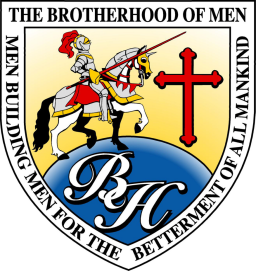 THE BROTHERHOOD OF MEN
MEN BUILDING MEN FOR THE BETTERMENT OF ALL MANKIND
BH